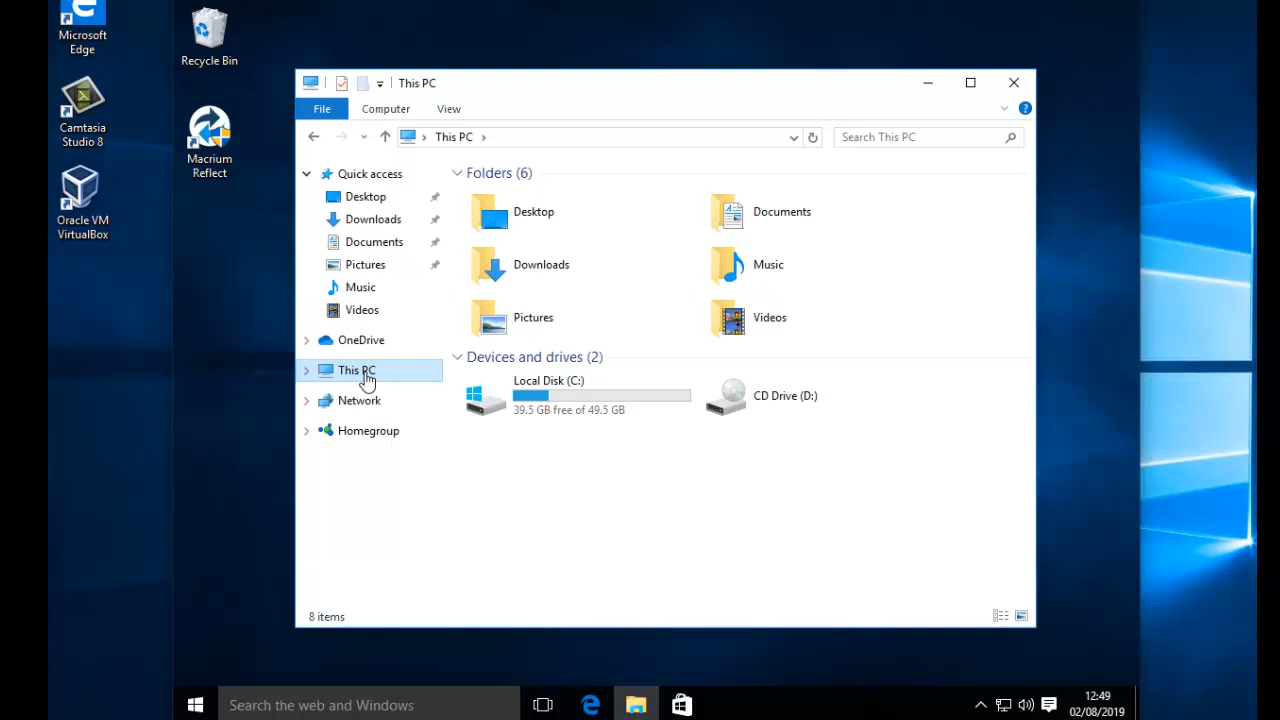 Microsoft
Edge
Camtasia
Studio 8
Oracle VM
VirtualBox
Recycle Bin
Macrium
Reflect
This PC
File
Computer
View
This PC
Search This PC
Quick access
Desktop
Downloads
Documents
Pictures
Music
Videos
OneDrive
This PC
Network
Homegroup
Folders (6)
Desktop
Documents
Downloads
Music
Pictures
Videos
Devices and drives (2)
Local Disk (C:)
39.5 GB free of 49.5 GB
CD Drive (D:)
8 items
Search the web and Windows
12:49
02/08/2019